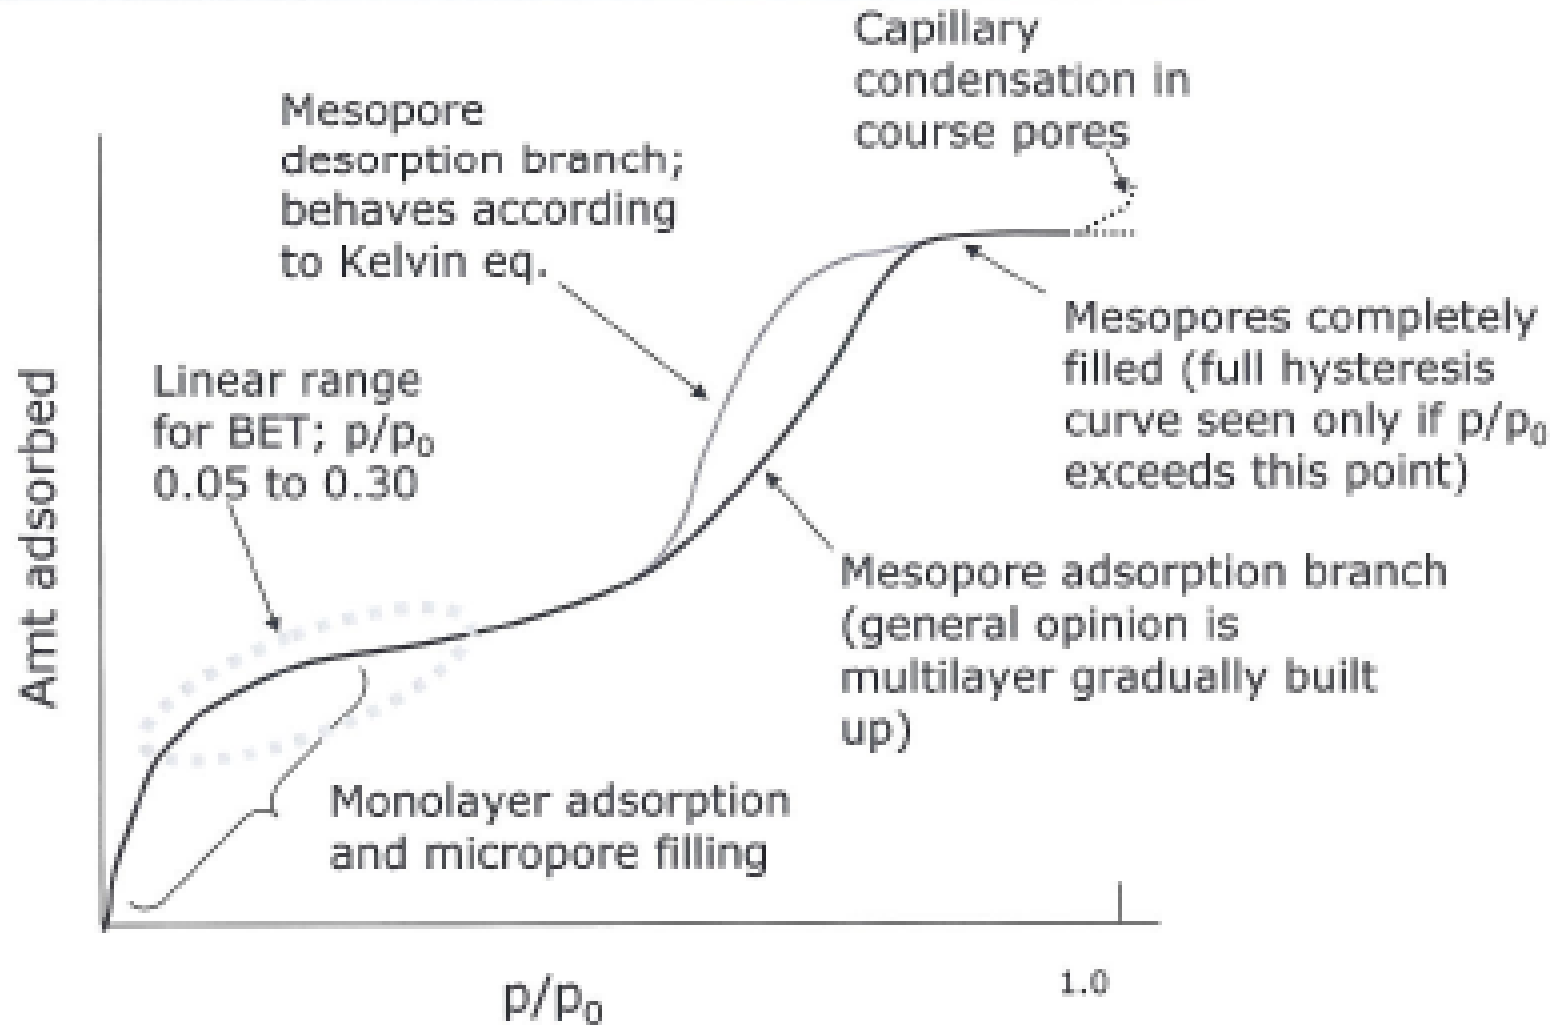 Capillary
condensation in
course pores
Mesopore
desorption branch;
behaves according
to Kelvin eq.
Mesopores completely
filled (full hysteresis
curve seen only if p/p₀
exceeds this point)
Linear range
for BET; p/p₀
0.05 to 0.30
Amt adsorbed
Mesopore adsorption branch
(general opinion is
multilayer gradually built
up)
Monolayer adsorption
and micropore filling
1.0
p/p₀